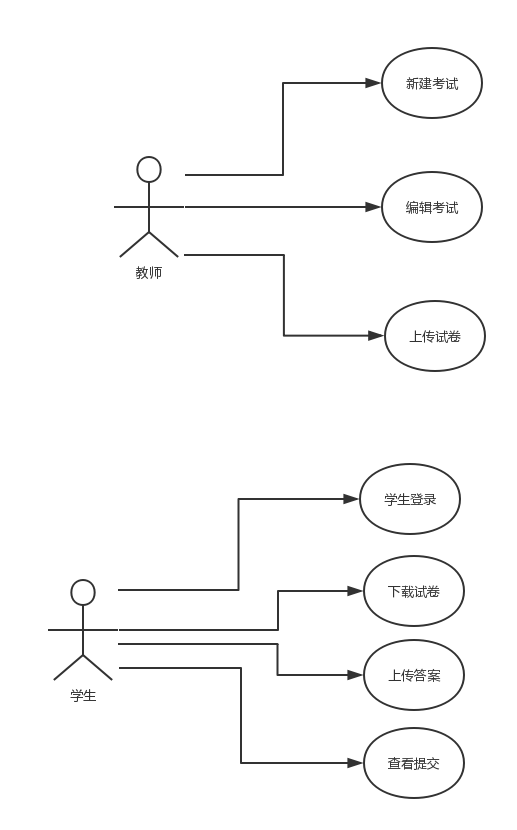 新建考试
编辑考试
教师
上传试卷
学生登录
下载试卷
上传答案
学生
查看提交